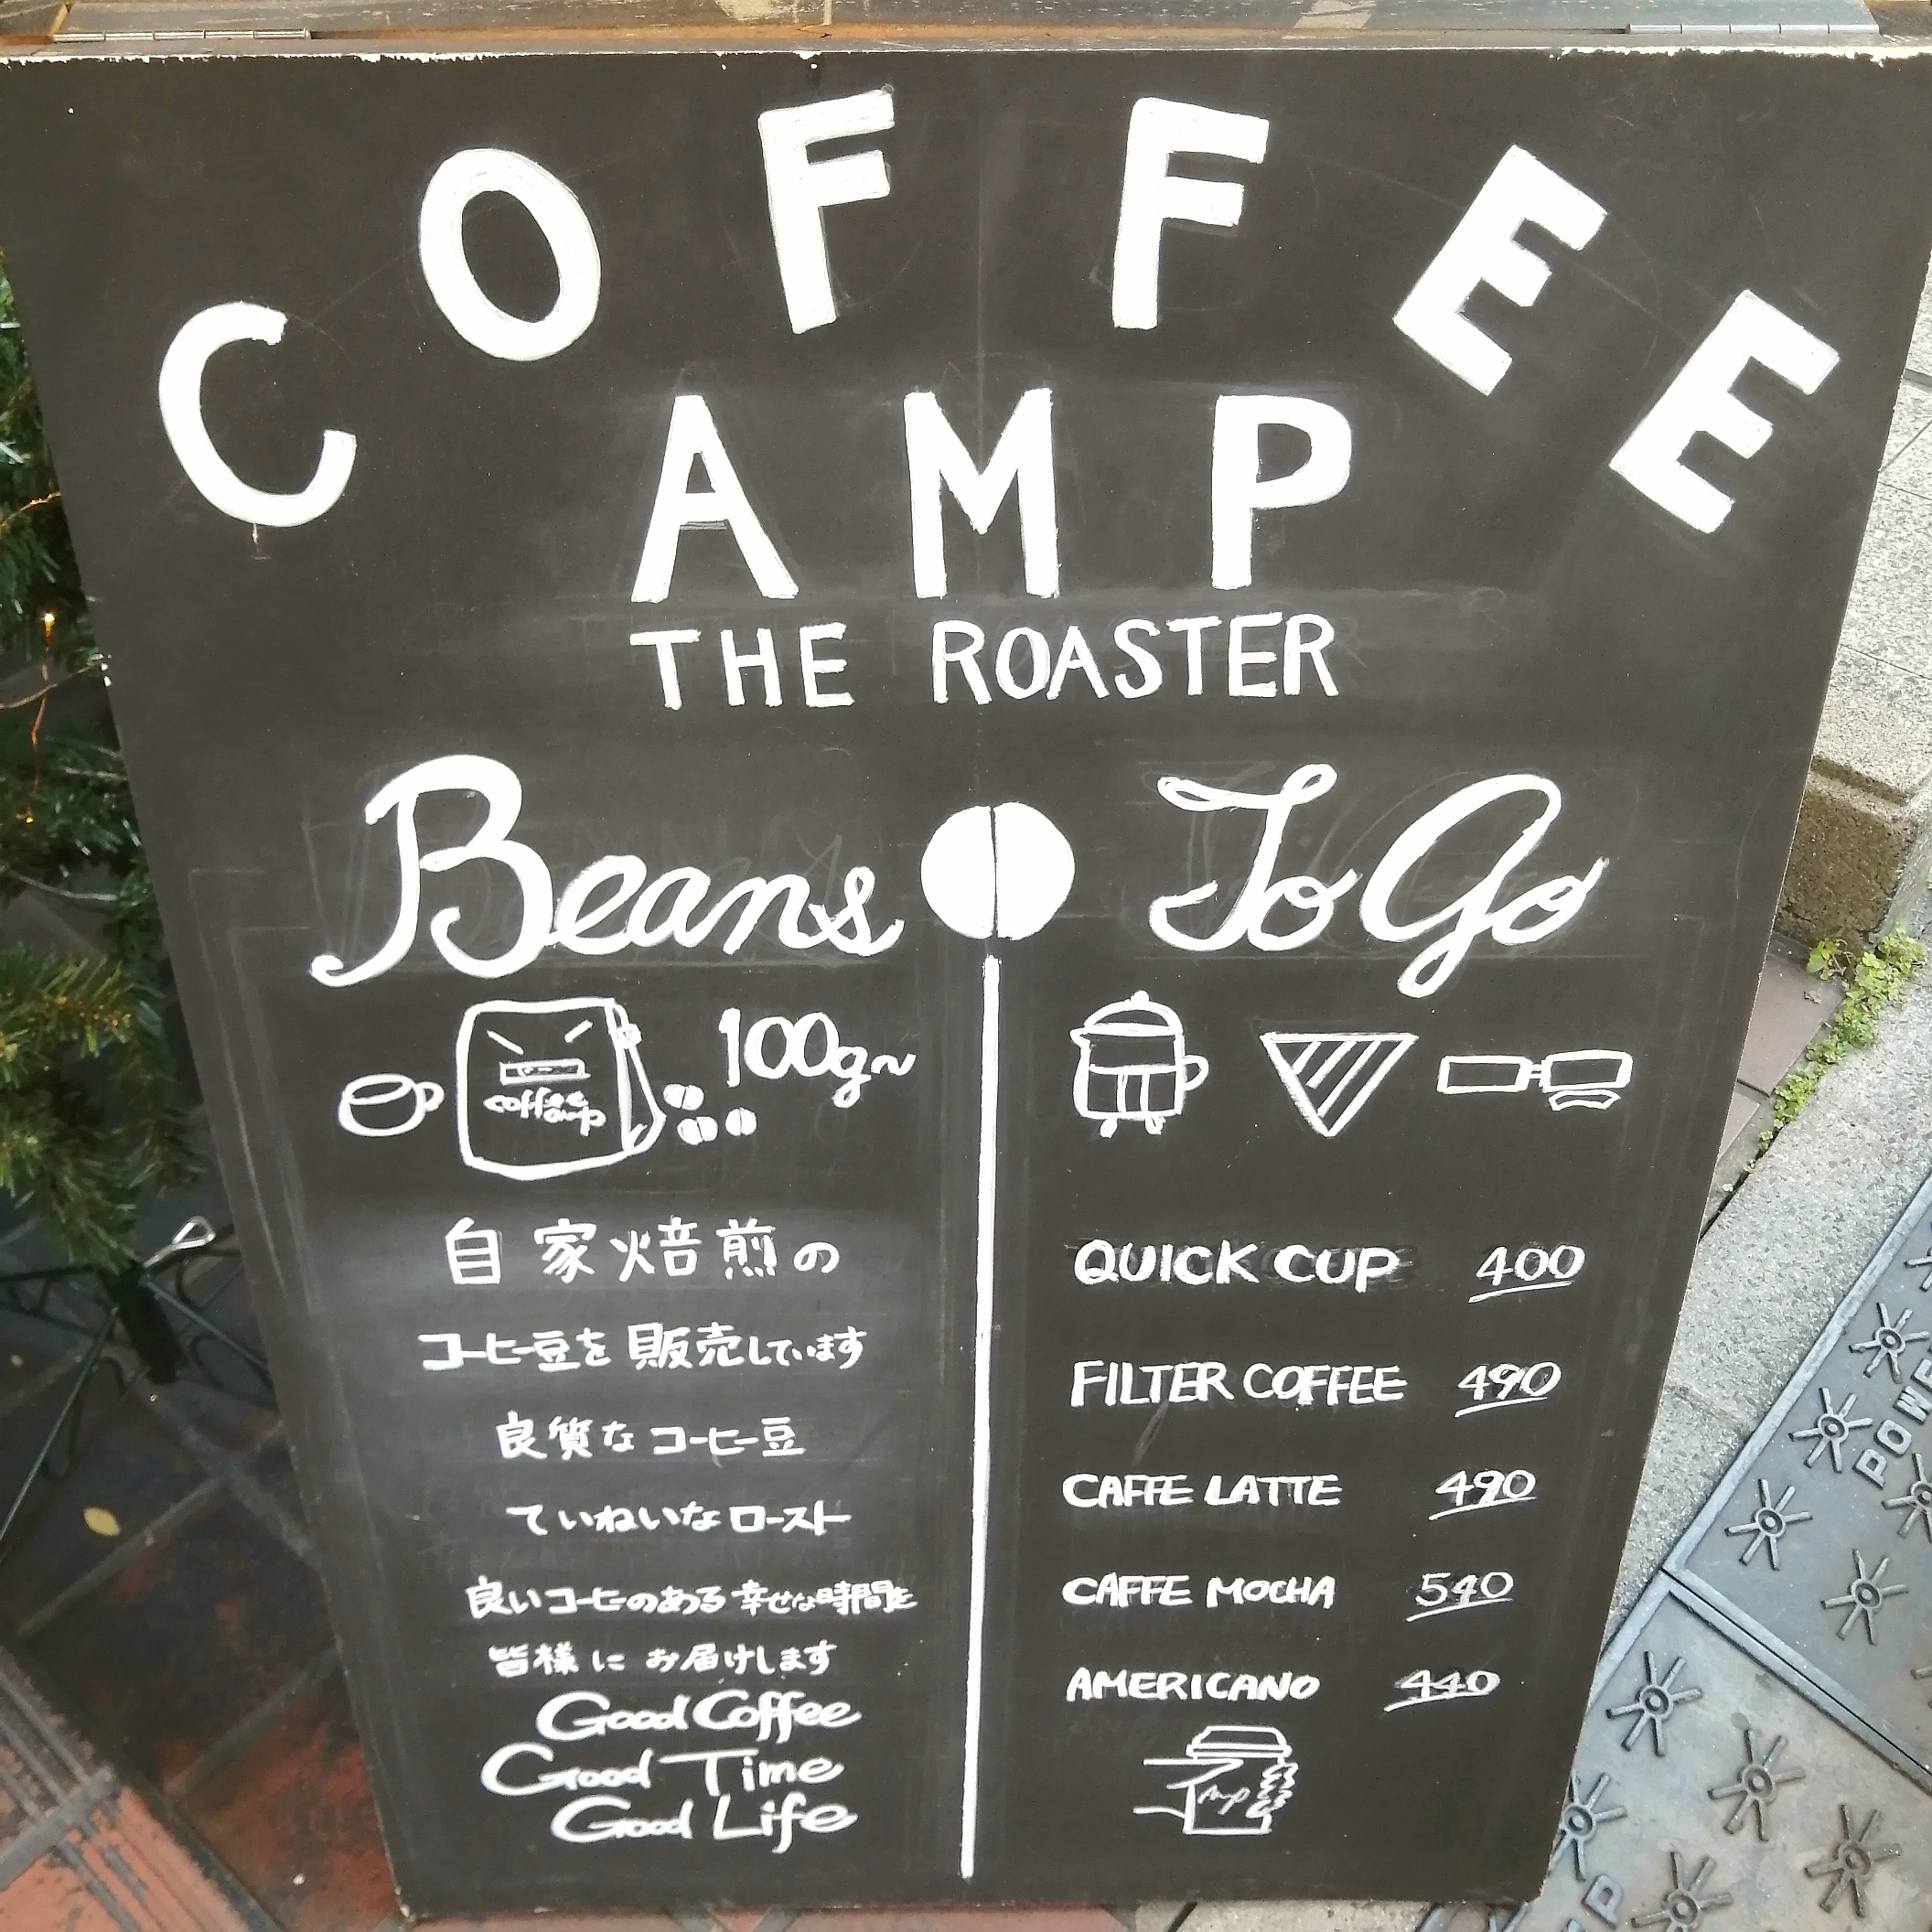 COFFEE
AMP
THE ROASTER
Beans
coffee
amp
100g~
自家焙煎の
コーヒー豆を販売しています
良質なコーヒー豆
ていねいなロースト
良いコーヒーのある幸せな時間を
皆様にお届けします
Good Coffee
Good Time
Good Life
To Go
QUICK CUP 400
FILTER COFFEE 490
CAFFE LATTE 490
CAFFE MOCHA 540
AMERICANO 440
Amp